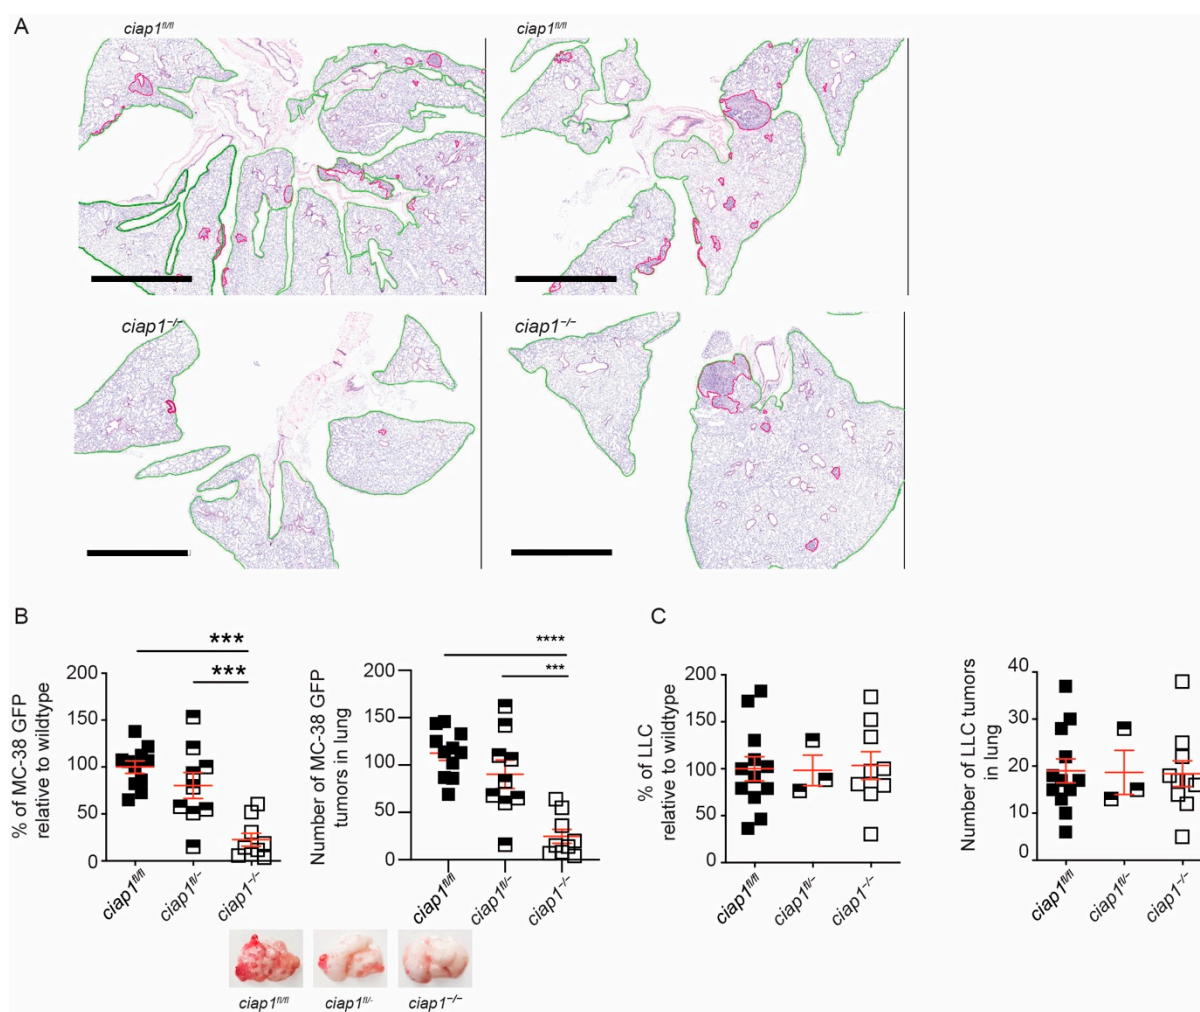 A
ciap1fl/fl
ciap1fl/fl
ciap1−/−
ciap1−/−
B
C
% of MC-38 GFP
relative to wildtype
200
150
100
50
0
***
***
ciap1fl/fl
ciap1fl/-
ciap1−/−
Number of MC-38 GFP
tumors in lung
200
150
100
50
0
****
***
ciap1fl/fl
ciap1fl/-
ciap1−/−
% of LLC
relative to wildtype
200
150
100
50
0
ciap1fl/fl
ciap1fl/-
ciap1−/−
Number of LLC tumors
in lung
40
30
20
10
0
ciap1fl/fl
ciap1fl/-
ciap1−/−
ciap1fl/fl
ciap1fl/-
ciap1−/−